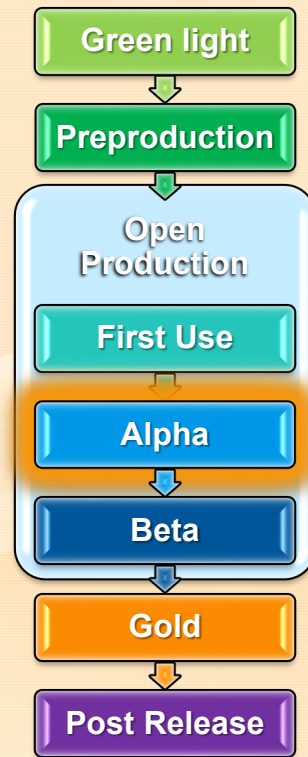 Green light
Preproduction
Open
Production
First Use
Alpha
Beta
Gold
Post Release